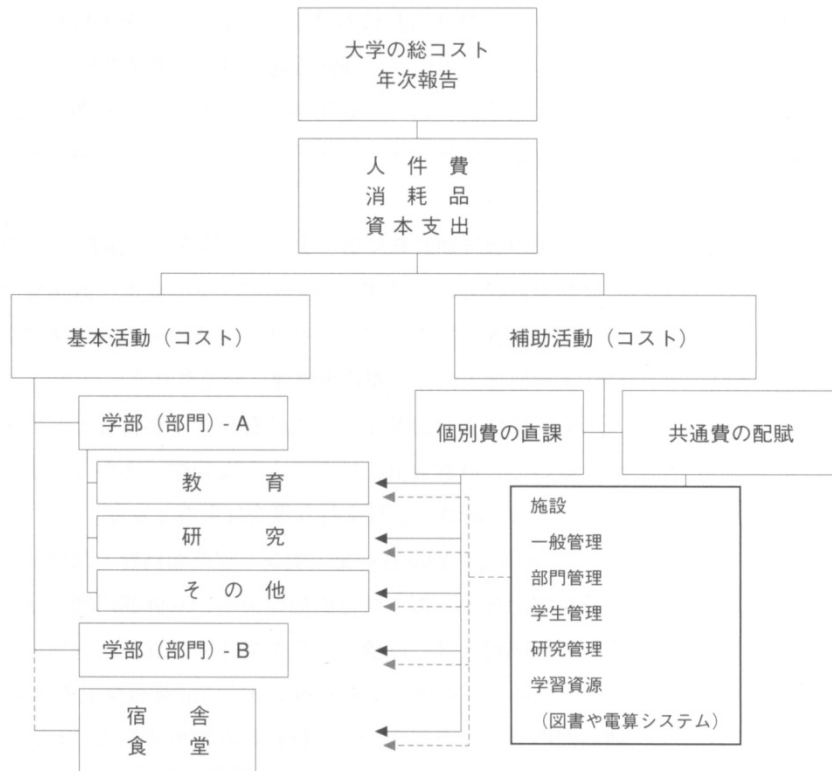 大学の総コスト
年次報告
人件費
消耗品
資本支出
基本活動（コスト）
補助活動（コスト）
学部（部門）- A
個別費の直課
共通費の配賦
教育
研究
その他
学部（部門）- B
宿舎
食堂
施設
一般管理
部門管理
学生管理
研究管理
学習資源
（図書や電算システム）